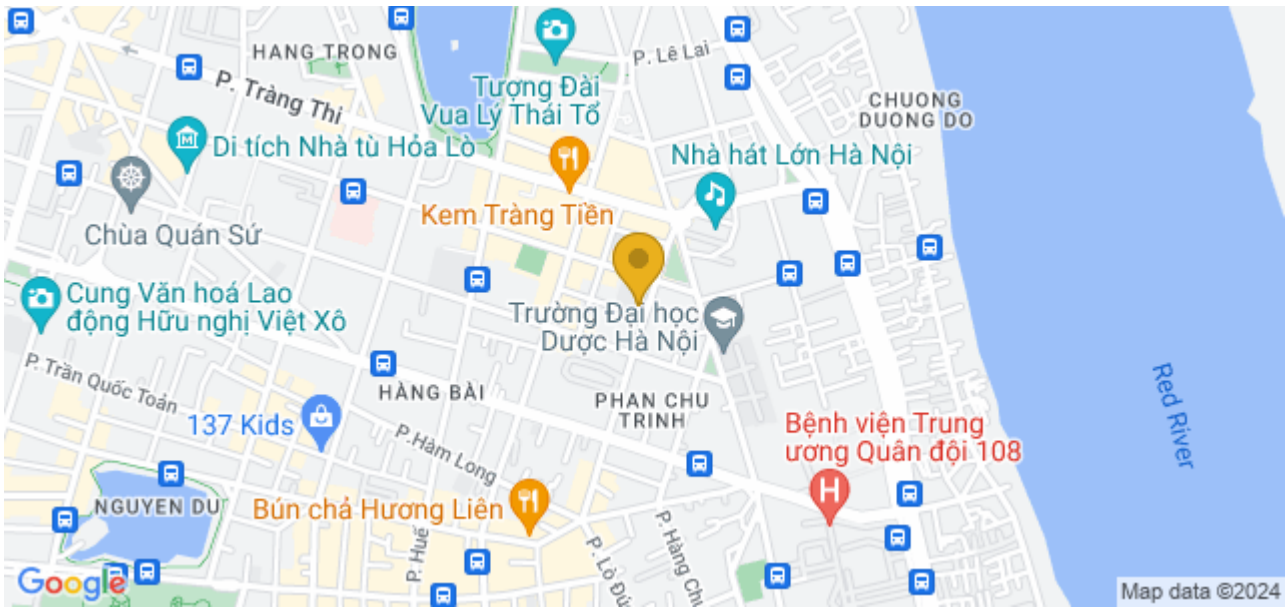 HANG TRONG
P. Lê Lai
P. Tràng Thi
Tượng Đài
Vua Lý Thái Tổ
CHUONG
DUONG DO
Di tích Nhà tù Hỏa Lò
Nhà hát Lớn Hà Nội
Kem Tràng Tiền
Chùa Quán Sứ
Cung Văn hoá Lao
động Hữu nghị Việt Xô
Trường Đại học
Dược Hà Nội
P. Trần Quốc Toản
HÀNG BÀI
PHAN CHU
TRINH
Red River
137 Kids
P.Hàm Long
Bệnh viện Trung
ương Quân đội 108
H
NGUYEN DU
Bún chả Hương Liên
P. Huế
P. Lò Đúc
P. Hàng Chu
Google
Map data ©2024